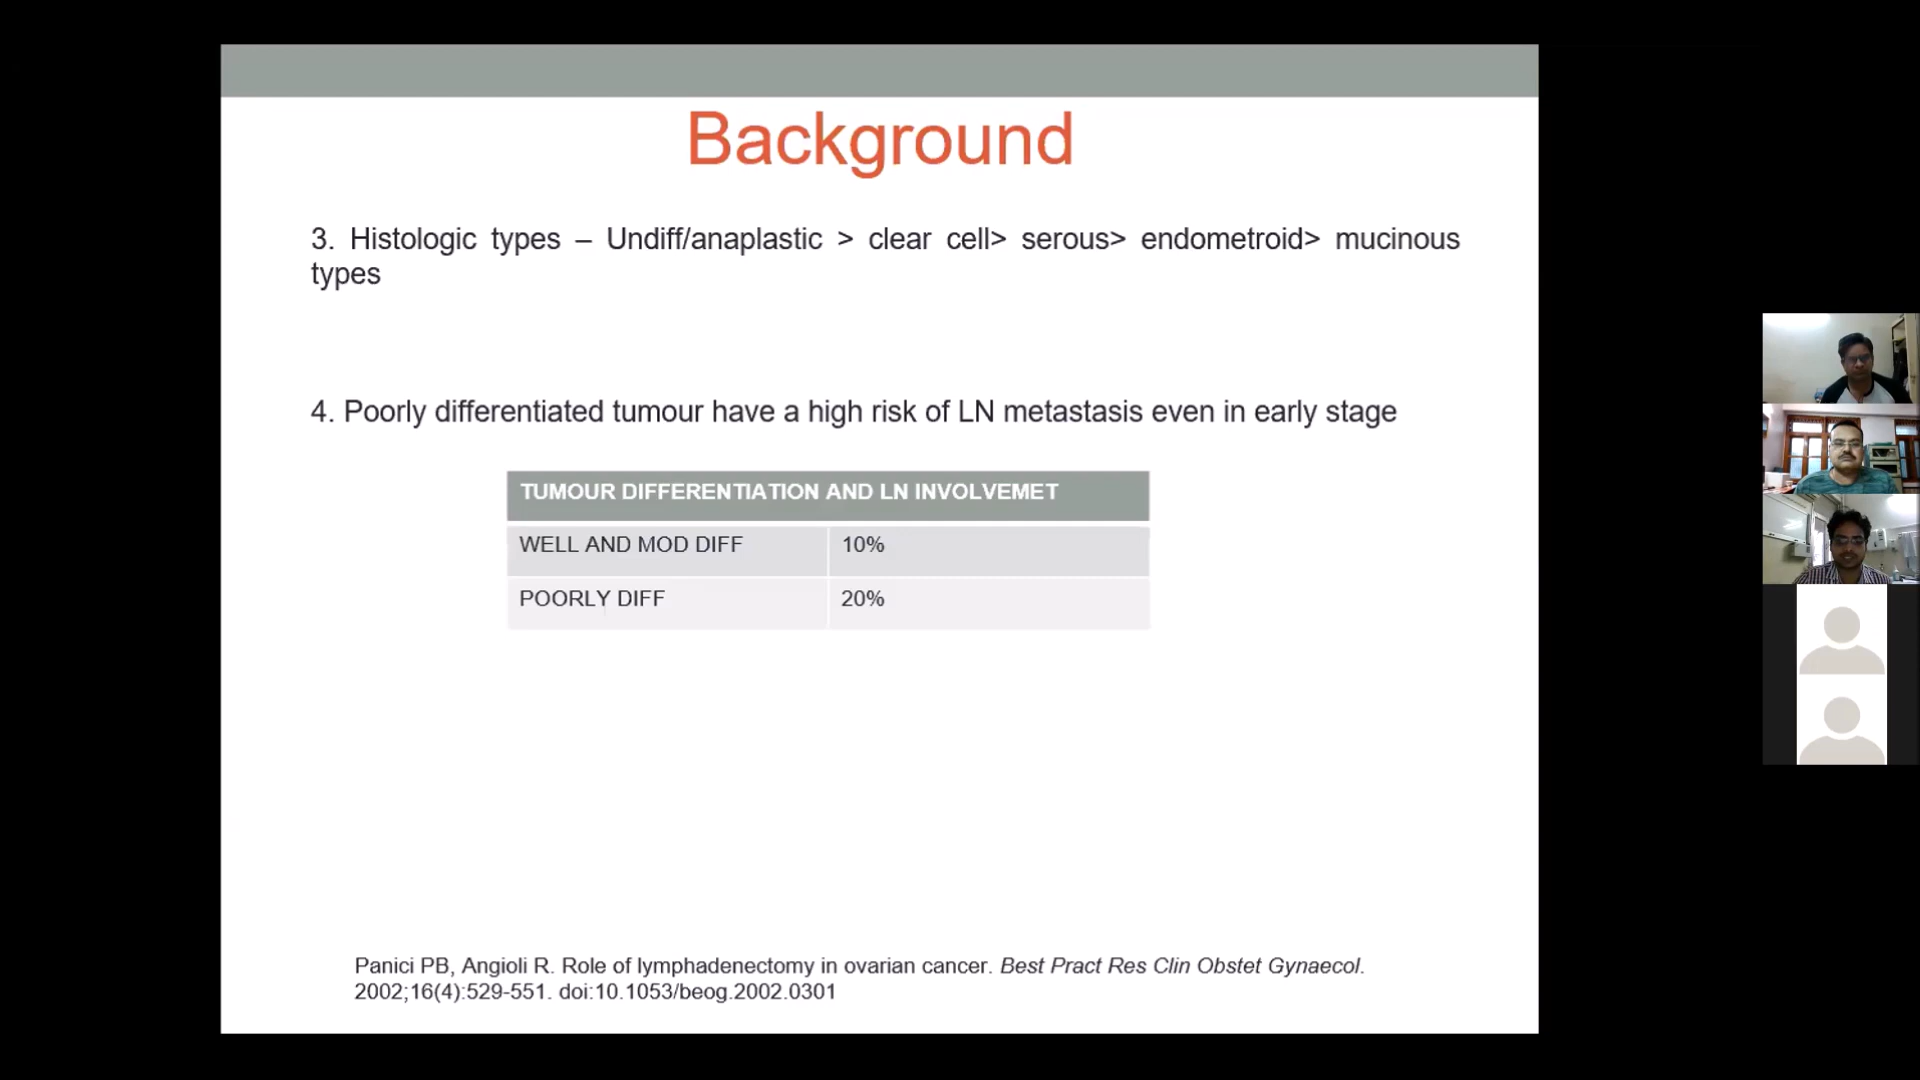 Background
3. Histologic types – Undiff/anaplastic > clear cell> serous> endometroid> mucinous
types
4. Poorly differentiated tumour have a high risk of LN metastasis even in early stage
TUMOUR DIFFERENTIATION AND LN INVOLVEMET
WELL AND MOD DIFF 10%
POORLY DIFF 20%
Panici PB, Angioli R. Role of lymphadenectomy in ovarian cancer. Best Pract Res Clin Obstet Gynaecol.
2002;16(4):529-551. doi:10.1053/beog.2002.0301